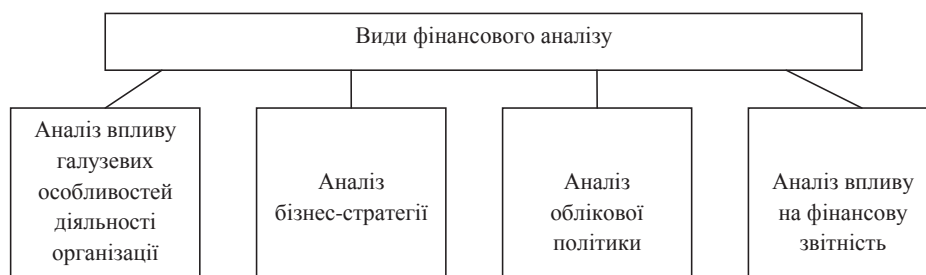 Види фінансового аналізу
Аналіз впливу
галузевих
особливостей
діяльності
організації
Аналіз
бізнес-стратегії
Аналіз
облікової
політики
Аналіз впливу
на фінансову
звітність